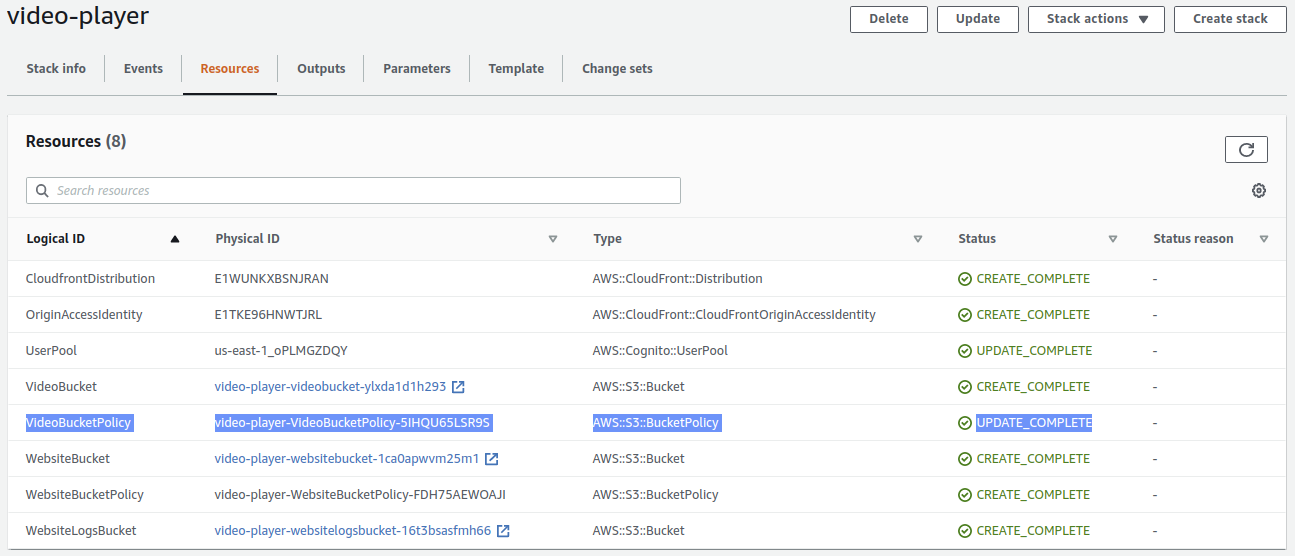 video-player
Delete Update Stack actions Create stack
Stack info Events Resources Outputs Parameters Template Change sets
Resources (8)
Search resources
Logical ID Physical ID Type Status Status reason
CloudfrontDistribution E1WUNKXBSNJRAN AWS::CloudFront::Distribution CREATE_COMPLETE -
OriginAccessIdentity E1TKE96HNWTJRL AWS::CloudFront::CloudFrontOriginAccessIdentity CREATE_COMPLETE -
UserPool us-east-1_oPLMGZDQY AWS::Cognito::UserPool UPDATE_COMPLETE -
VideoBucket video-player-videobucket-ylxda1d1h293 AWS::S3::Bucket CREATE_COMPLETE -
VideoBucketPolicy video-player-VideoBucketPolicy-5IHQU65LSR9S AWS::S3::BucketPolicy UPDATE_COMPLETE -
WebsiteBucket video-player-websitebucket-1ca0apwvm25m1 AWS::S3::Bucket CREATE_COMPLETE -
WebsiteBucketPolicy video-player-WebsiteBucketPolicy-FDH75AEWOAJI AWS::S3::BucketPolicy CREATE_COMPLETE -
WebsiteLogsBucket video-player-websitelogsbucket-16t3bsasfmh66 AWS::S3::Bucket CREATE_COMPLETE -